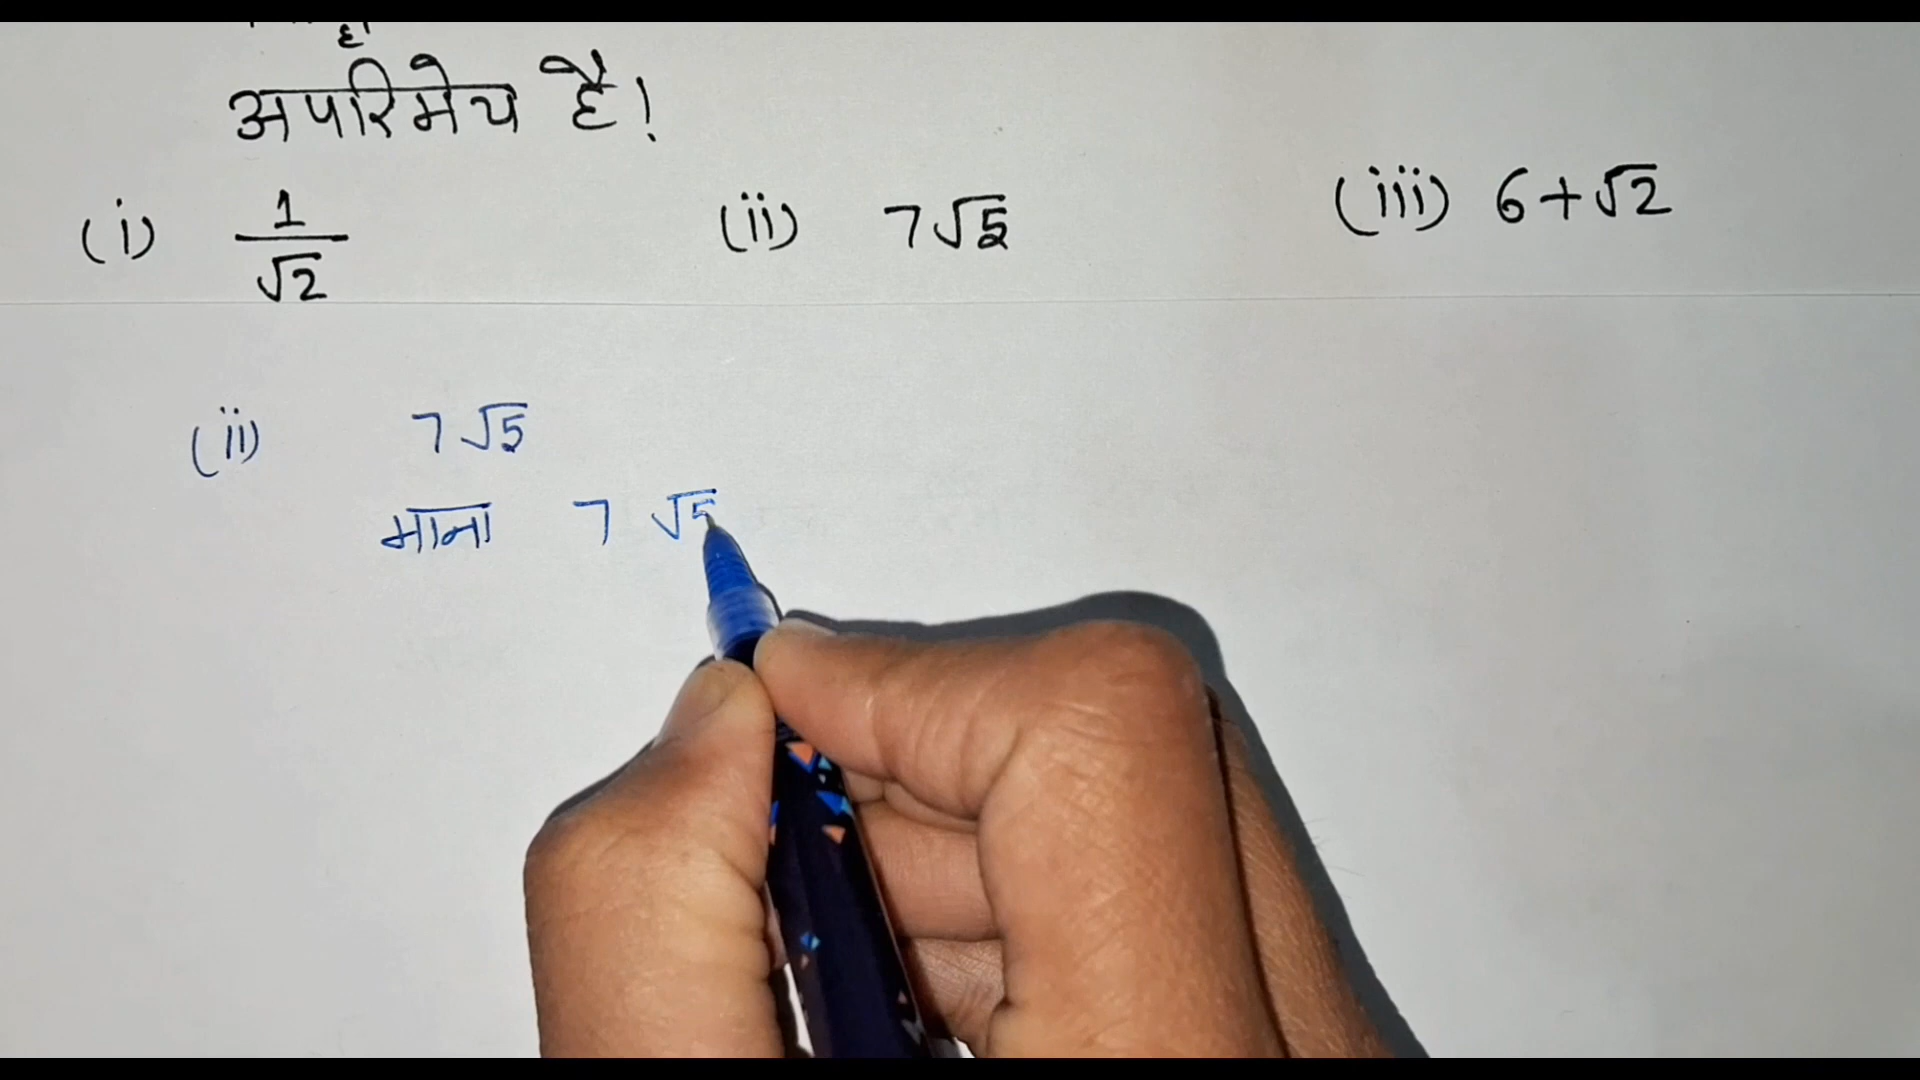 अपरिमेय है!
(i) 1/√2 (ii) 7√5 (iii) 6+√2
(ii) 7√5
माना 7 √5